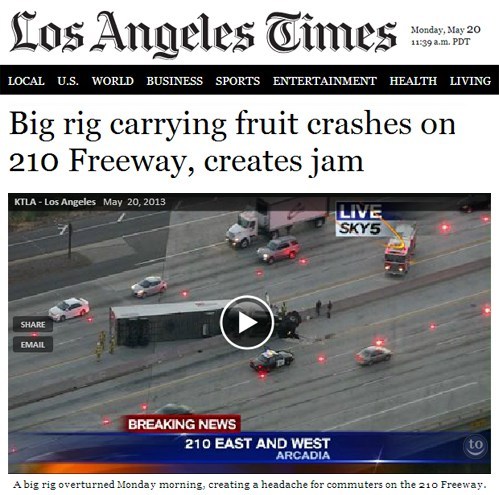 Los Angeles Times
Monday, May 20
11:39 a.m. PDT
LOCAL U.S. WORLD BUSINESS SPORTS ENTERTAINMENT HEALTH LIVING
Big rig carrying fruit crashes on
210 Freeway, creates jam
KTLA - Los Angeles May 20, 2013
LIVE
SKY5
SHARE
EMAIL
BREAKING NEWS
210 EAST AND WEST
ARCADIA
to
A big rig overturned Monday morning, creating a headache for commuters on the 210 Freeway.